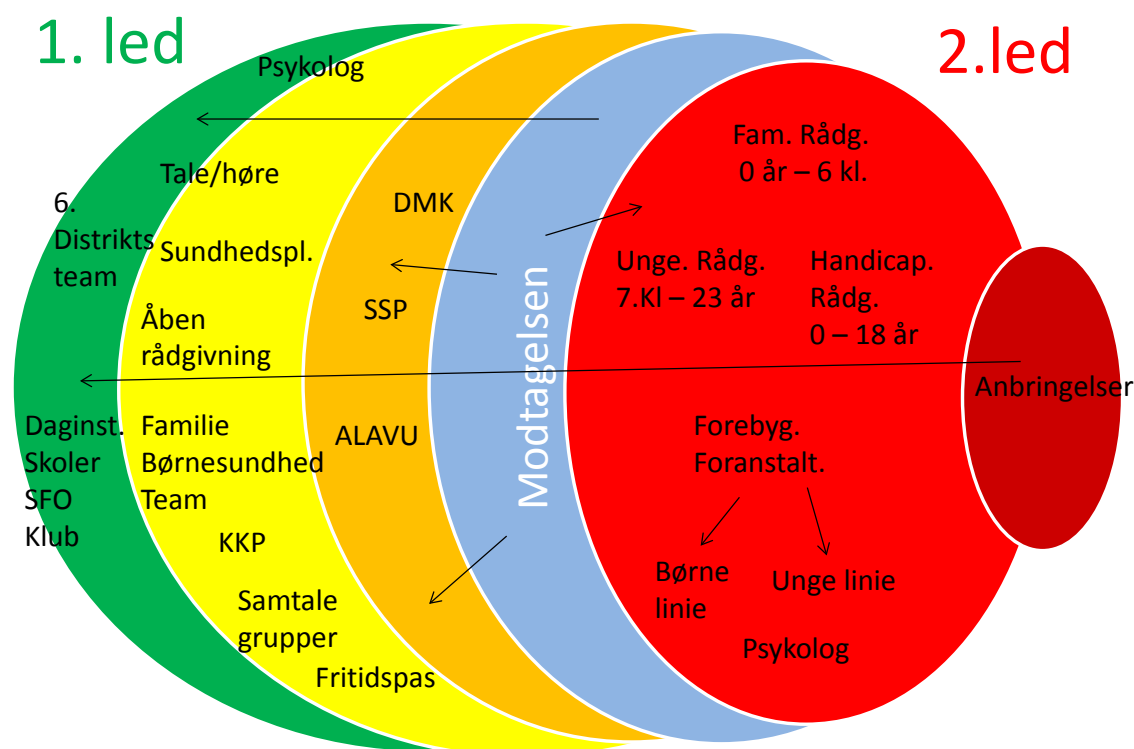 1. led
2.led
Psykolog
Tale/høre
6.
Distrikts
team
Sundhedspl.
Åben
rådgivning
Daginst.
Skoler
SFO
Klub
Familie
Børnesundhed
Team
KKP
Samtale
grupper
Fritidspas
DMK
SSP
ALAVU
Modtagelsen
Fam. Rådg.
0 år – 6 kl.
Unge. Rådg.
7.Kl – 23 år
Handicap.
Rådg.
0 – 18 år
Anbringelser
Forebyg.
Foranstalt.
Børne
linie
Unge linie
Psykolog